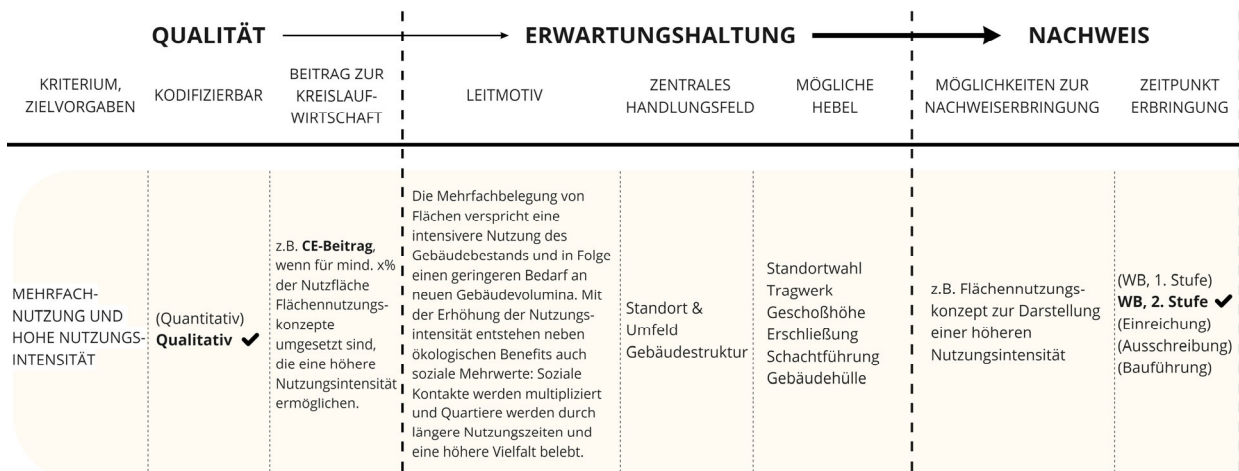 QUALITÄT
ERWARTUNGSHALTUNG
NACHWEIS
KRITERIUM,
ZIELVORGABEN
KODIFIZIERBAR
BEITRAG ZUR
KREISLAUF-
WIRTSCHAFT
LEITMOTIV
ZENTRALES
HANDLUNGSFELD
MÖGLICHE
HEBEL
MÖGLICHKEITEN ZUR
NACHWEISERBRINGUNG
ZEITPUNKT
ERBRINGUNG
MEHRFACH-
NUTZUNG UND
HOHE NUTZUNGS-
INTENSITÄT
(Quantitativ)
Qualitativ ✔
z.B. CE-Beitrag,
wenn für mind. x%
der Nutzfläche
Flächennutzungs-
konzepte
umgesetzt sind,
die eine höhere
Nutzungsintensität
ermöglichen.
Die Mehrfachbelegung von
Flächen verspricht eine
intensivere Nutzung des
Gebäudebestands und in Folge
einen geringeren Bedarf an
neuen Gebäudevolumina. Mit
der Erhöhung der Nutzungs-
intensität entstehen neben
ökologischen Benefits auch
soziale Mehrwerte: Soziale
Kontakte werden multipliziert
und Quartiere werden durch
längere Nutzungszeiten und
eine höhere Vielfalt belebt.
Standort &
Umfeld
Gebäudestruktur
Standortwahl
Tragwerk
Geschoßhöhe
Erschließung
Schachtführung
Gebäudehülle
z.B. Flächennutzungs-
konzept zur Darstellung
einer höheren
Nutzungsintensität
(WB, 1. Stufe)
WB, 2. Stufe ✔
(Einreichung)
(Ausschreibung)
(Bauführung)